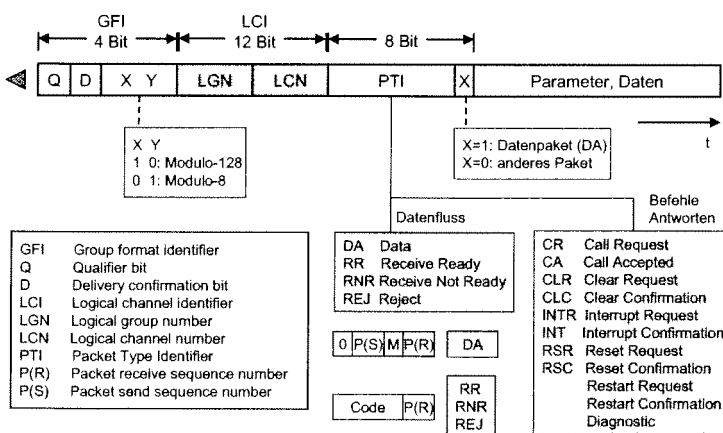 GFI LCI
4 Bit 12 Bit 8 Bit
Q D X Y LGN LCN PTI X Parameter, Daten
t
X Y
1 0: Modulo-128
0 1: Modulo-8
X=1: Datenpaket (DA)
X=0: anderes Paket
Datenfluss
Befehle
Antworten
GFI Group format identifier
Q Qualifier bit
D Delivery confirmation bit
LCI Logical channel identifier
LGN Logical group number
LCN Logical channel number
PTI Packet Type Identifier
P(R) Packet receive sequence number
P(S) Packet send sequence number
DA Data
RR Receive Ready
RNR Receive Not Ready
REJ Reject
0 P(S) M P(R) DA
Code P(R)
RR
RNR
REJ
CR Call Request
CA Call Accepted
CLR Clear Request
CLC Clear Confirmation
INTR Interrupt Request
INT Interrupt Confirmation
RSR Reset Request
RSC Reset Confirmation
Restart Request
Restart Confirmation
Diagnostic